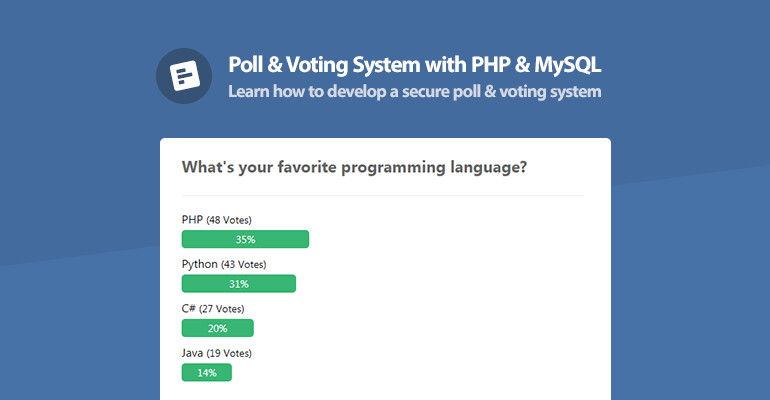 Poll & Voting System with PHP & MySQL
Learn how to develop a secure poll & voting system
What's your favorite programming language?
PHP (48 Votes)
35%
Python (43 Votes)
31%
C# (27 Votes)
20%
Java (19 Votes)
14%